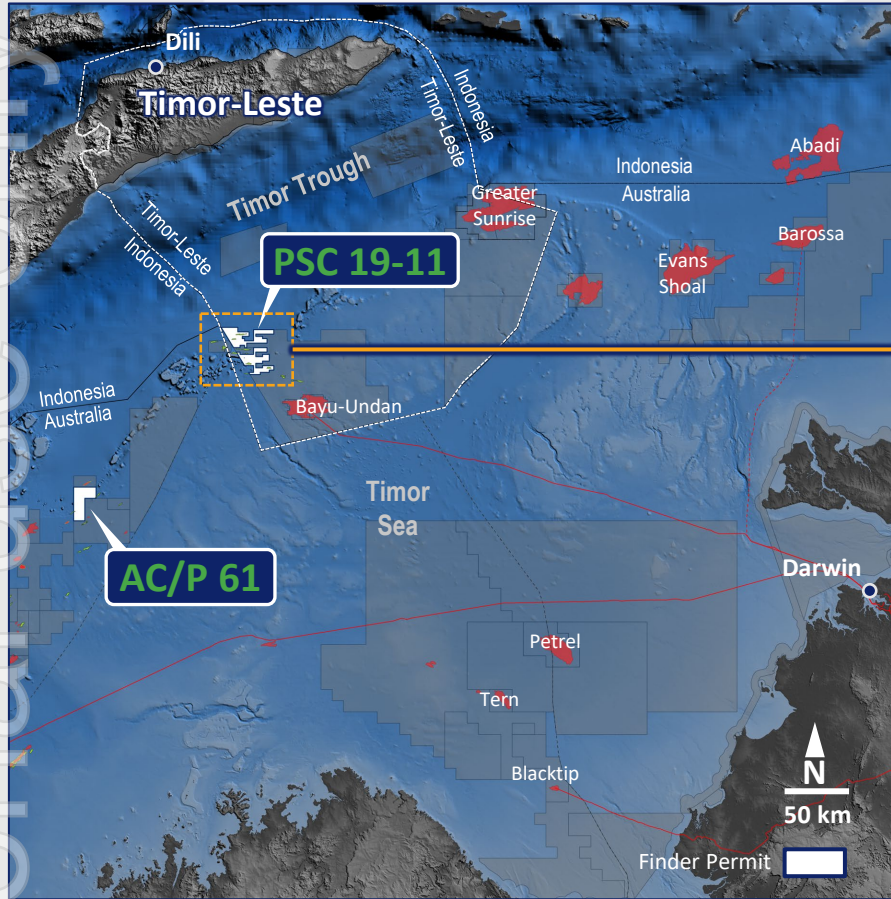 Dili
Timor-Leste
Indonesia
Timor-Leste
Timor Trough
Indonesia
Australia
Abadi
Greater
Sunrise
Timor-Leste
Indonesia
PSC 19-11
Barossa
Evans
Shoal
Indonesia
Australia
Bayu-Undan
Timor
Sea
AC/P 61
Darwin
Petrel
Tern
Blacktip
N
50 km
Finder Permit